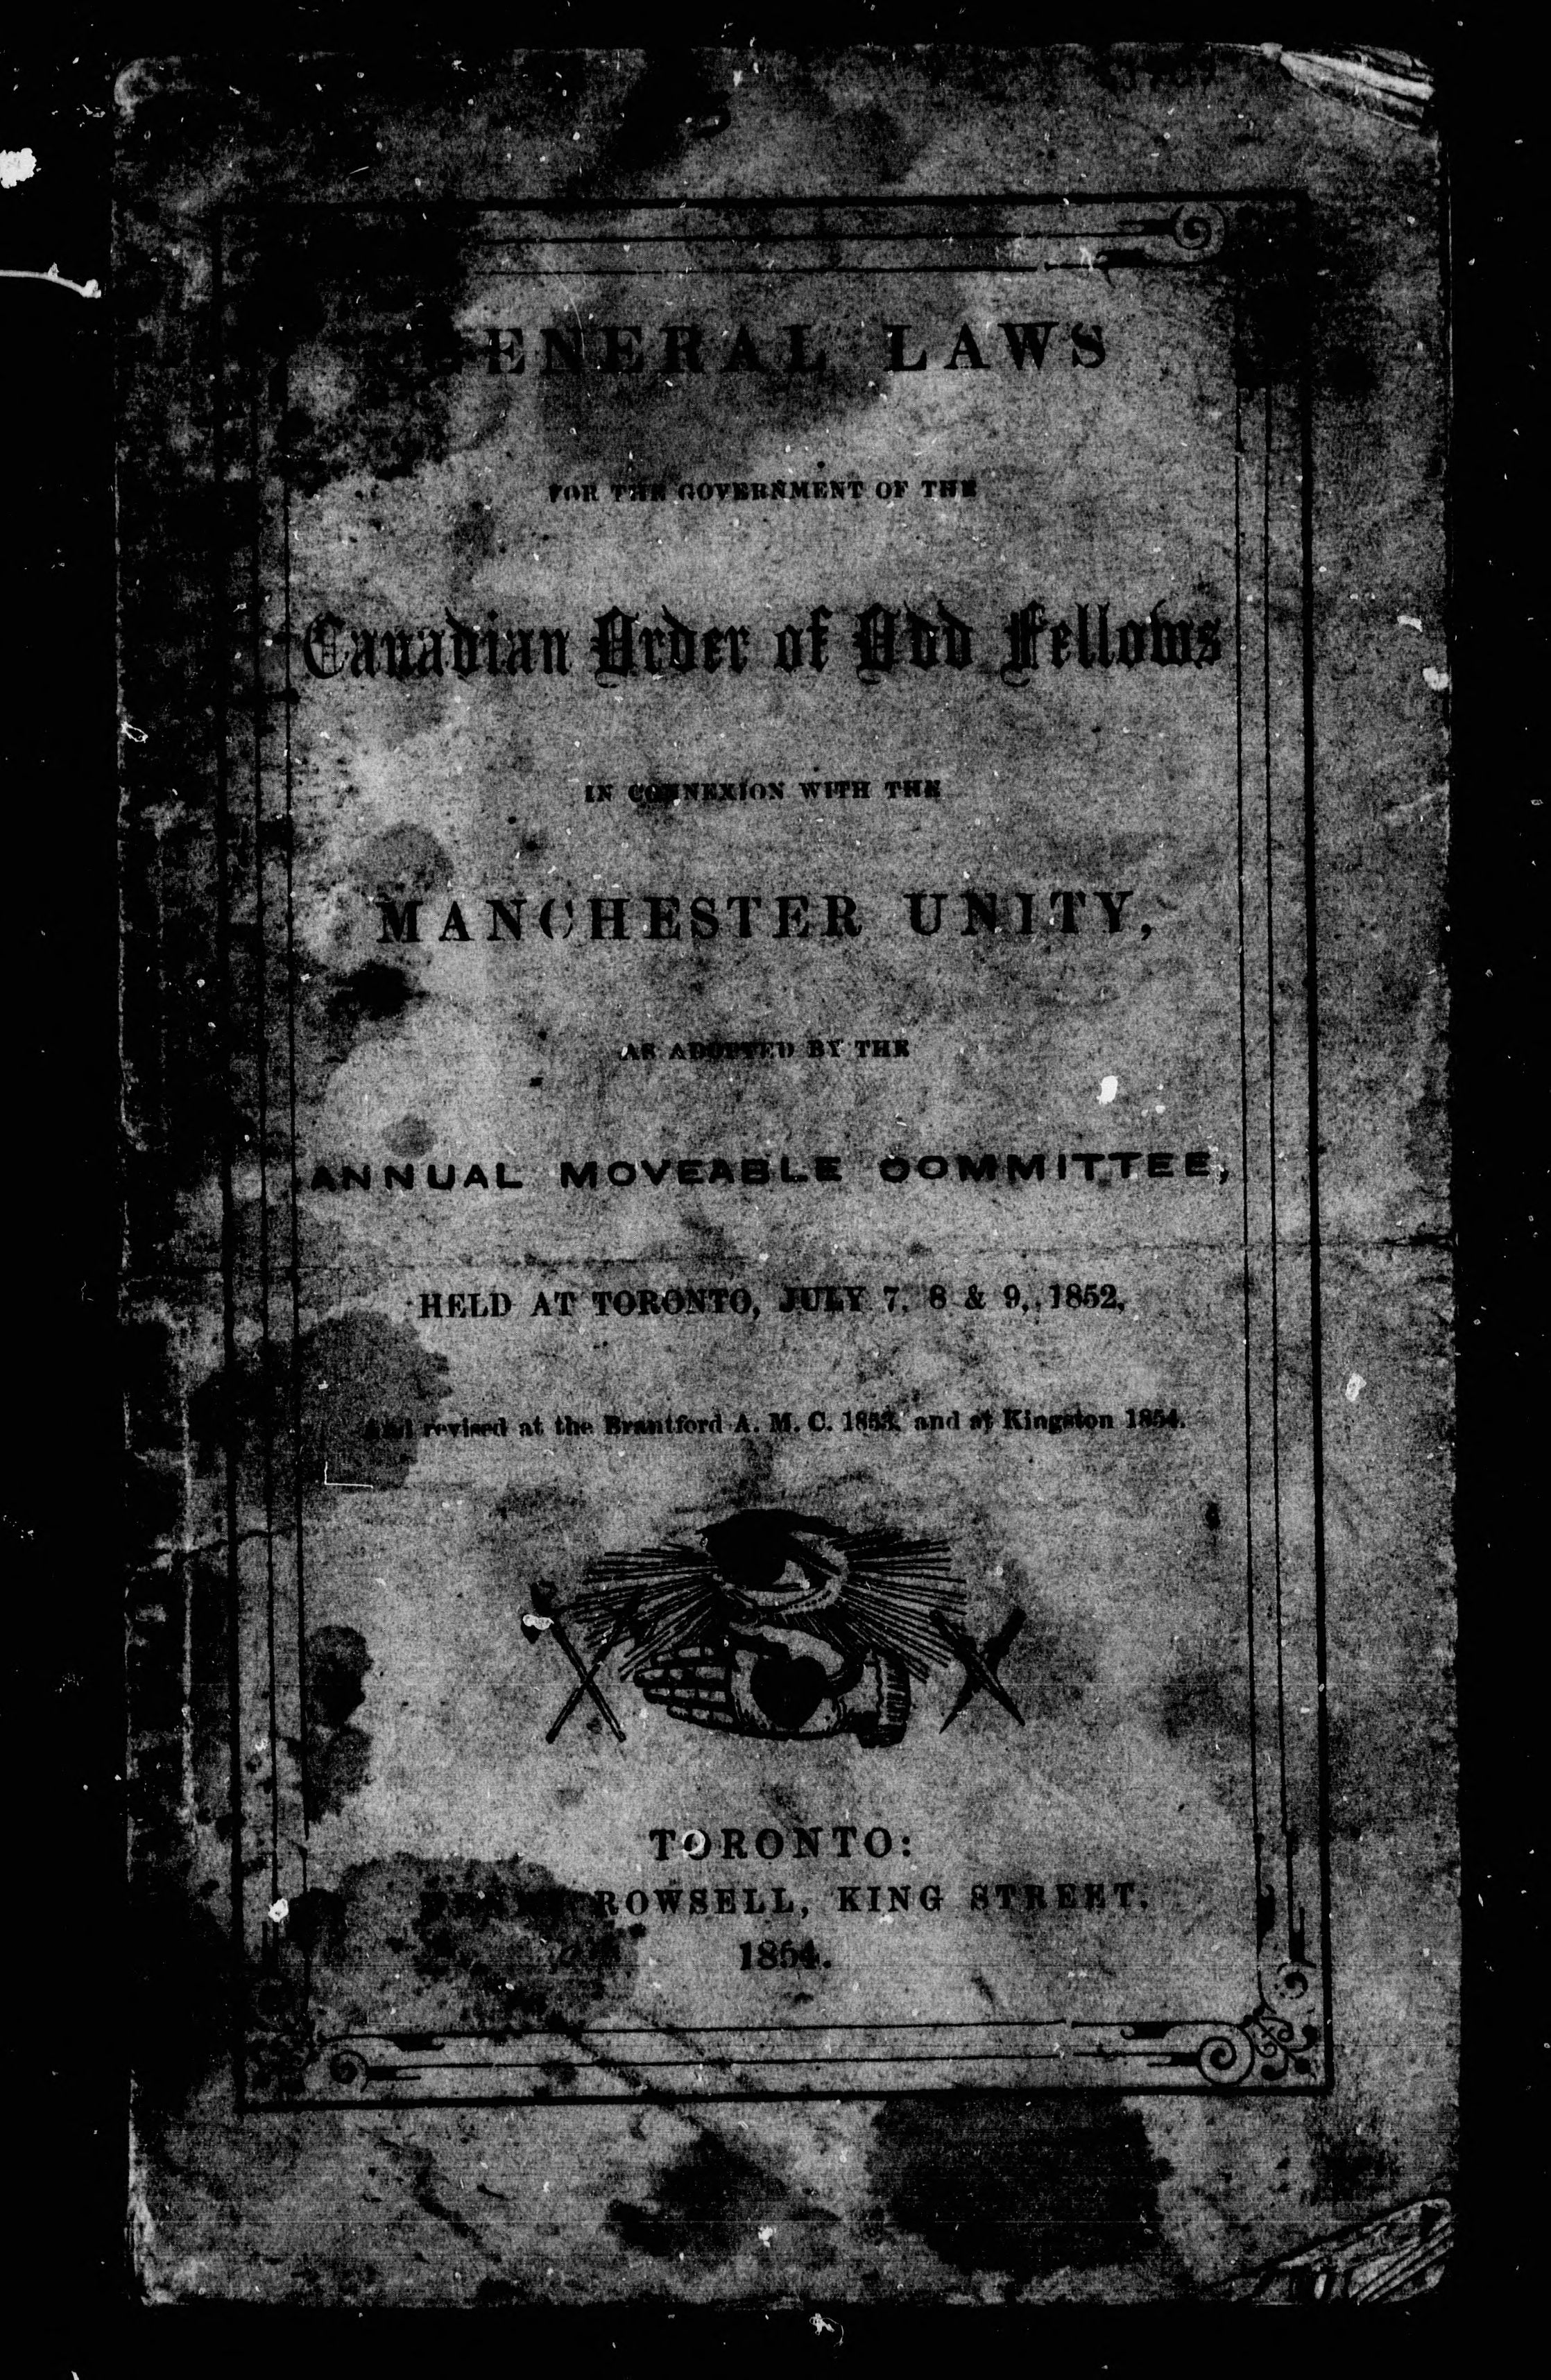 GENERAL LAWS
FOR THE GOVERNMENT OF THE
Canadian Order of Odd Fellows
IN CONNEXION WITH THE
MANCHESTER UNITY,
AS ADOPTED BY THE
ANNUAL MOVEABLE COMMITTEE,
HELD AT TORONTO, JULY 7, 8 & 9, 1852,
And revised at the Brantford A. M. C. 1853, and at Kingston 1854.
TORONTO:
ROWSELL, KING STREET.
1854.